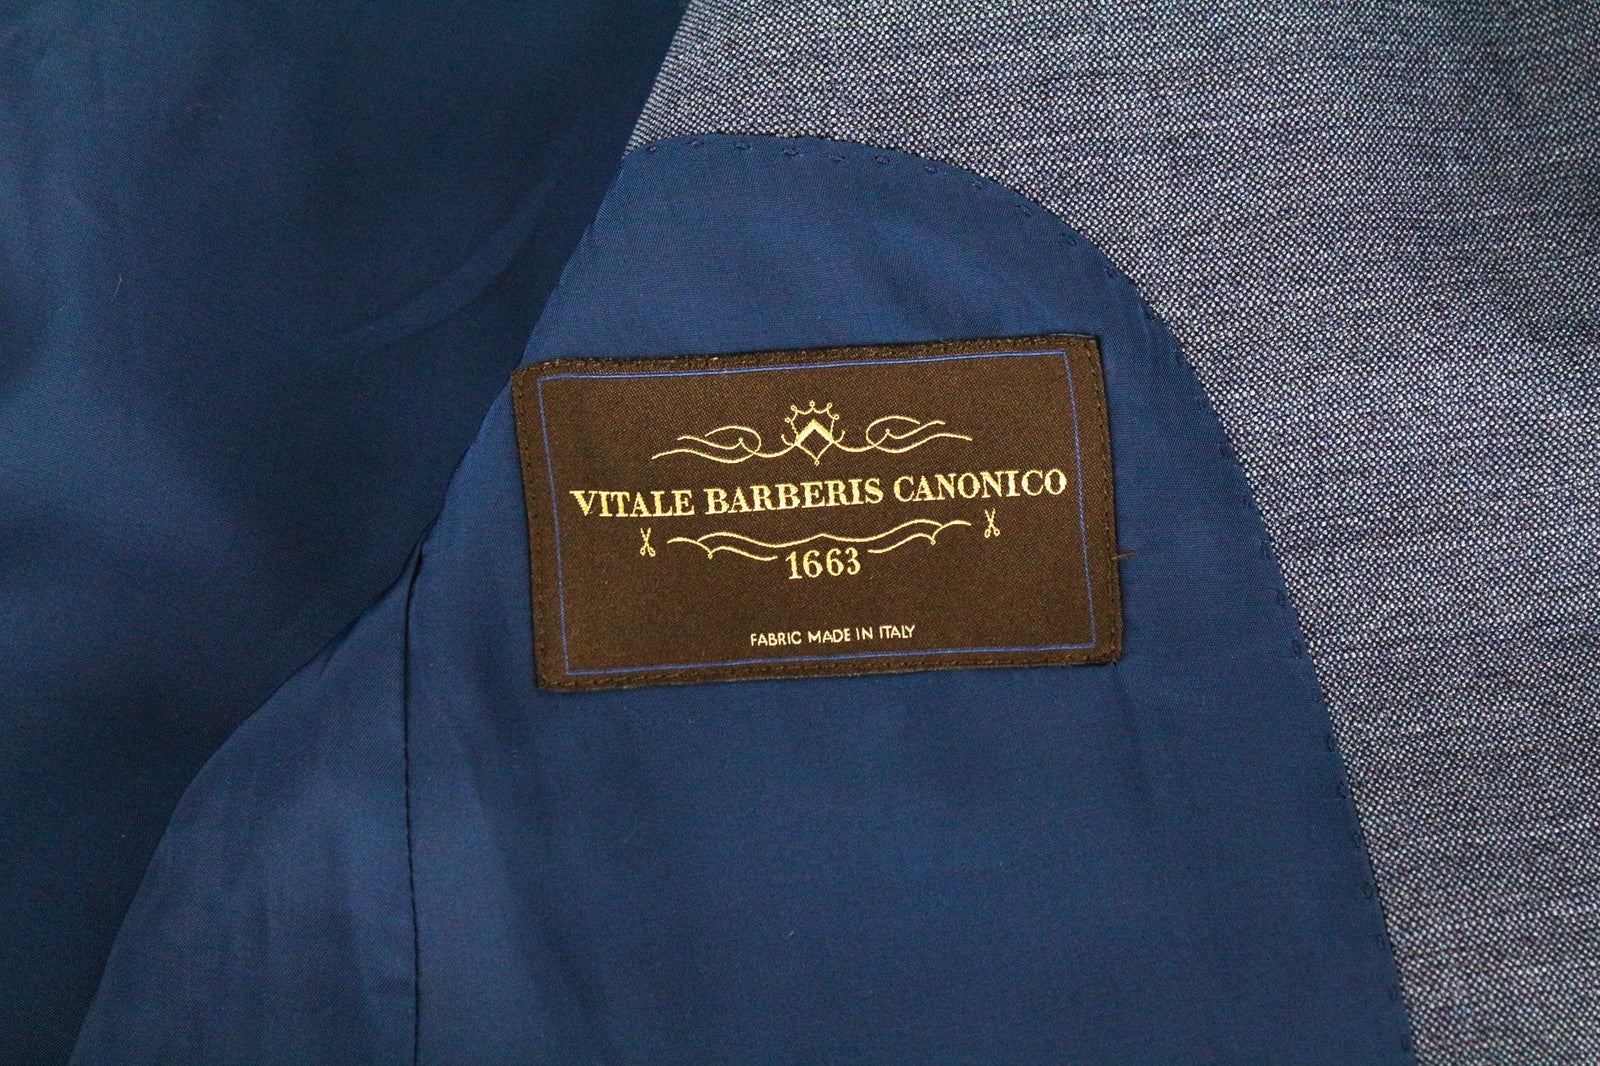 VITALE BARBERIS CANONICO
1663
FABRIC MADE IN ITALY